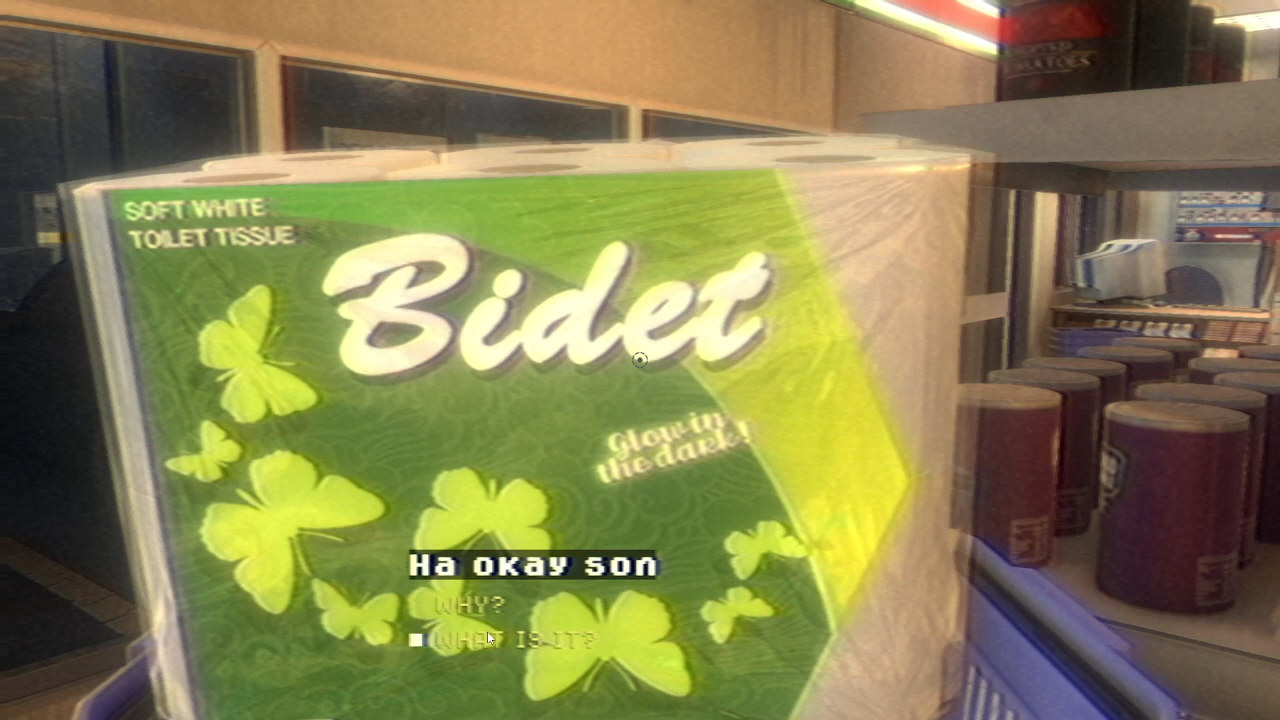 SOFT WHITE
TOILET TISSUE
Bidet
Glow in
the dark!
Ha okay son
WHY?
WHAT IS IT?